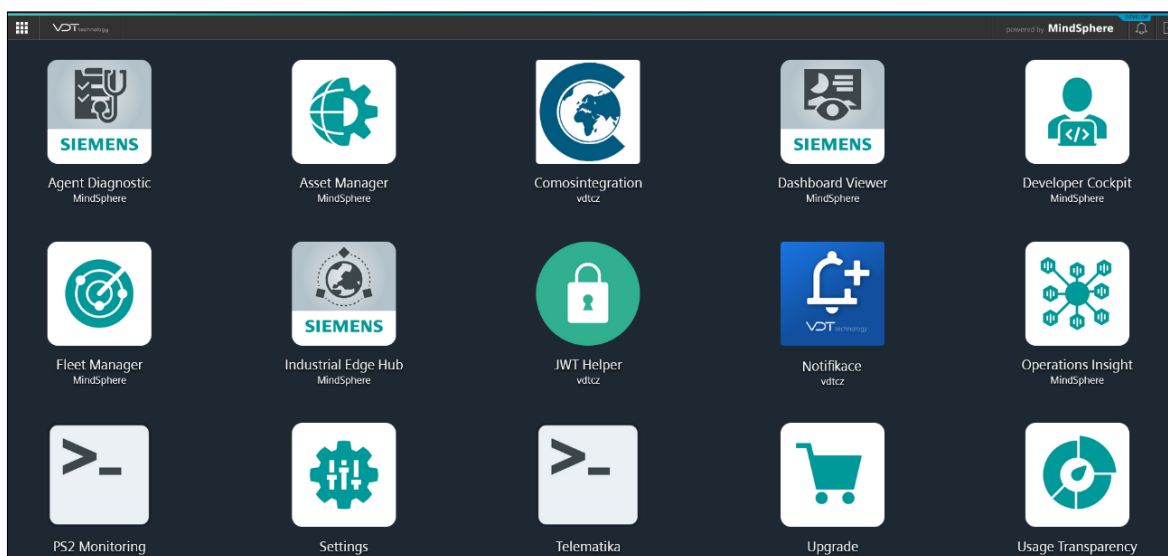 VDT technology
powered by MindSphere
DEVELOP
SIEMENS
SIEMENS
Agent Diagnostic
Asset Manager
Comosintegration
Dashboard Viewer
Developer Cockpit
MindSphere
MindSphere
vdtcz
MindSphere
MindSphere
SIEMENS
VDT technology
Fleet Manager
Industrial Edge Hub
JWT Helper
Notifikace
Operations Insight
MindSphere
MindSphere
vdtcz
vdtcz
MindSphere
>_
>_
PS2 Monitoring
Settings
Telematika
Upgrade
Usage Transparency